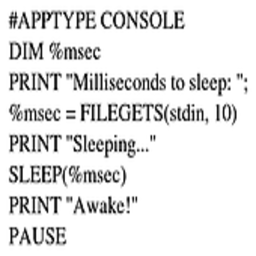 #APPTYPE CONSOLE
DIM %msec
PRINT "Milliseconds to sleep: ";
%msec = FILEGETS(stdin, 10)
PRINT "Sleeping..."
SLEEP(%msec)
PRINT "Awake!"
PAUSE